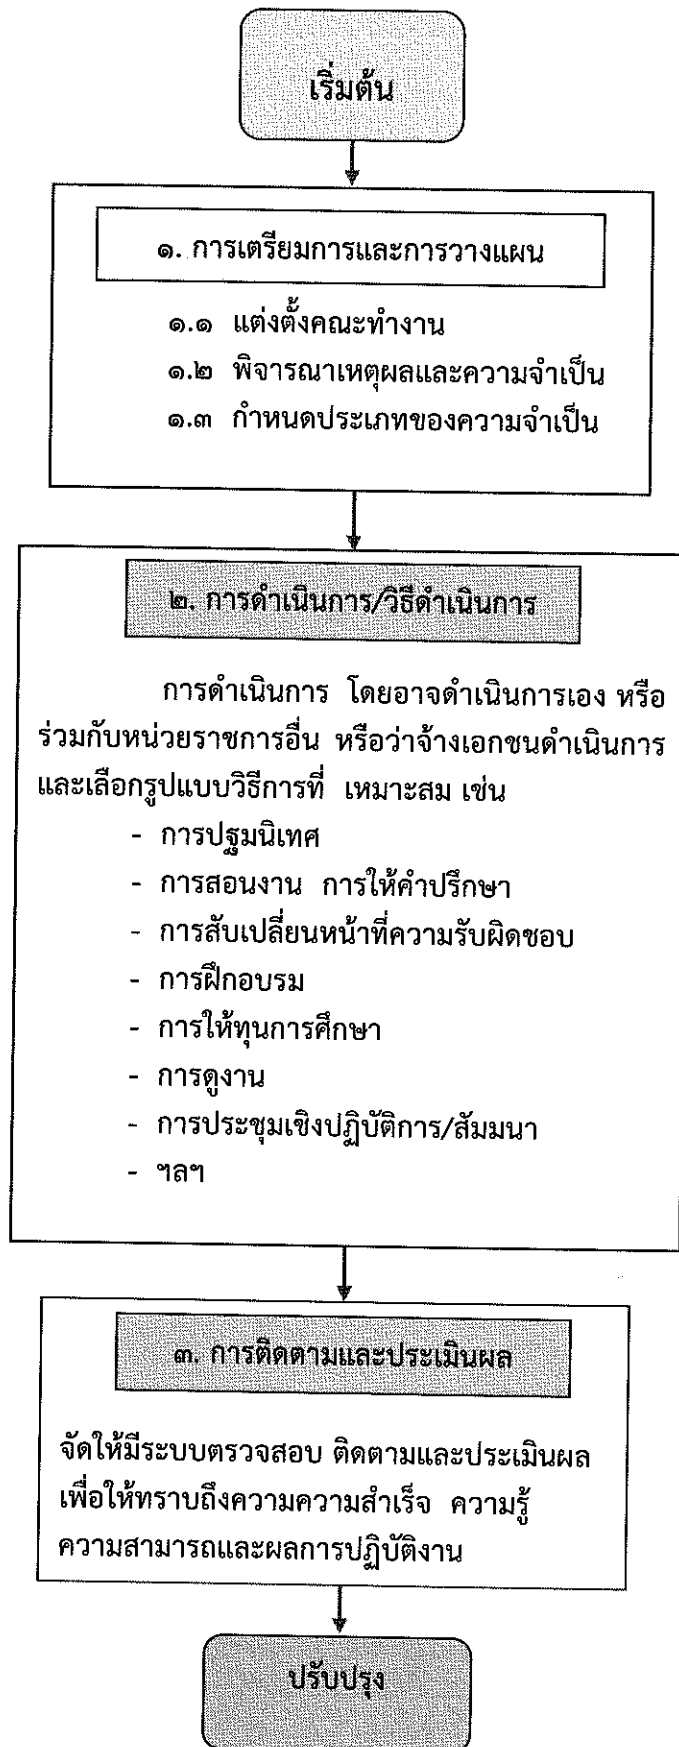 เริ่มต้น
๑. การเตรียมการและการวางแผน
๑.๑ แต่งตั้งคณะทำงาน
๑.๒ พิจารณาเหตุผลและความจำเป็น
๑.๓ กำหนดประเภทของความจำเป็น
๒. การดำเนินการ/วิธีดำเนินการ
การดำเนินการ โดยอาจดำเนินการเอง หรือ
ร่วมกับหน่วยราชการอื่น หรือว่าจ้างเอกชนดำเนินการ
และเลือกรูปแบบวิธีการที่ เหมาะสม เช่น
- การปฐมนิเทศ
- การสอนงาน การให้คำปรึกษา
- การสับเปลี่ยนหน้าที่ความรับผิดชอบ
- การฝึกอบรม
- การให้ทุนการศึกษา
- การดูงาน
- การประชุมเชิงปฏิบัติการ/สัมมนา
- ฯลฯ
๓. การติดตามและประเมินผล
จัดให้มีระบบตรวจสอบ ติดตามและประเมินผล
เพื่อให้ทราบถึงความความสำเร็จ ความรู้
ความสามารถและผลการปฏิบัติงาน
ปรับปรุง